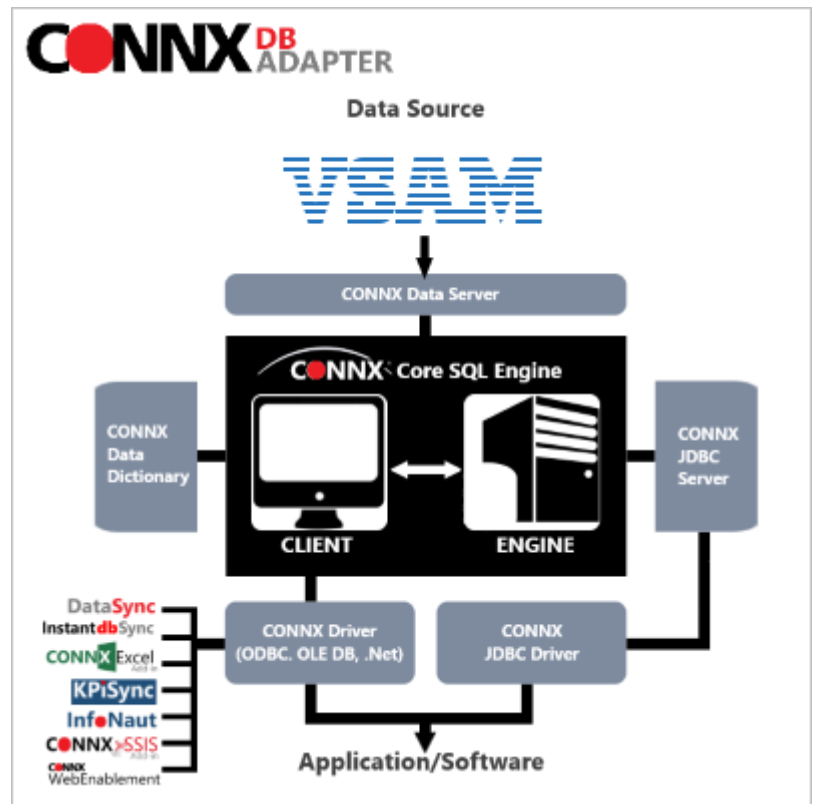 CONNX DB
ADAPTER
Data Source
VSAM
CONNX Data Server
CONNX Core SQL Engine
CONNX
Data
Dictionary
CONNX
JDBC
Server
CLIENT
ENGINE
DataSync
InstantdbSync
CONNX Excel
Add-in
KPiSync
InfoNaut
CONNX SSIS
Add-in
CONNX
WebEnablement
CONNX Driver
(ODBC. OLE DB, .Net)
CONNX
JDBC Driver
Application/Software